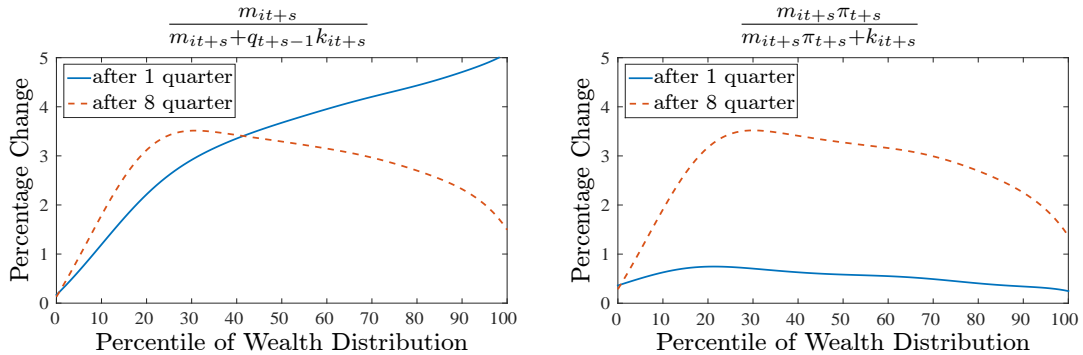 m_{it+s} / (m_{it+s}+q_{t+s−1}k_{it+s})
5
4
3
2
1
0
Percentage Change
after 1 quarter
after 8 quarter
0 10 20 30 40 50 60 70 80 90 100
Percentile of Wealth Distribution
m_{it+s}π_{t+s} / (m_{it+s}π_{t+s}+k_{it+s})
5
4
3
2
1
0
Percentage Change
after 1 quarter
after 8 quarter
0 10 20 30 40 50 60 70 80 90 100
Percentile of Wealth Distribution